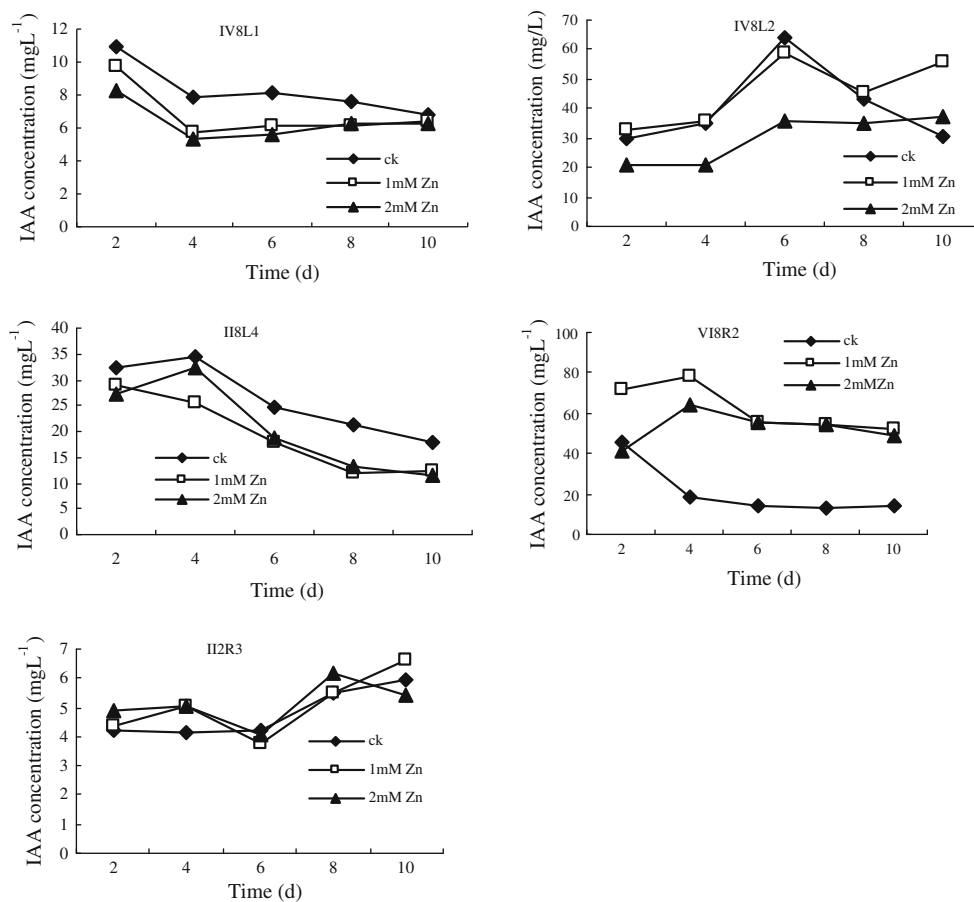 IV8L1
IAA concentration (mgL⁻¹)
12
10
8
6
4
2
0
ck
1mM Zn
2mM Zn
2 4 6 8 10
Time (d)
IV8L2
IAA concentration (mg/L)
70
60
50
40
30
20
10
0
ck
1mM Zn
2mM Zn
2 4 6 8 10
Time (d)
II8L4
IAA concentration (mgL⁻¹)
40
35
30
25
20
15
10
5
0
ck
1mM Zn
2mM Zn
2 4 6 8 10
Time (d)
VI8R2
IAA concentration (mgL⁻¹)
100
80
60
40
20
0
ck
1mM Zn
2mMZn
2 4 6 8 10
Time (d)
II2R3
IAA concentration (mgL⁻¹)
7
6
5
4
3
2
1
0
ck
1mM Zn
2mM Zn
2 4 6 8 10
Time (d)